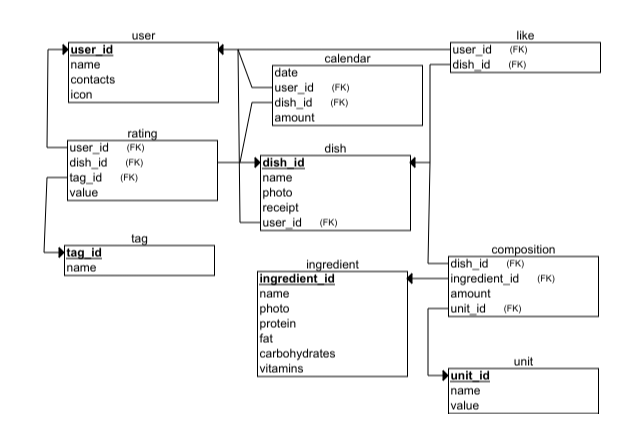 user
user_id
name
contacts
icon
calendar
date
user_id (FK)
dish_id (FK)
amount
like
user_id (FK)
dish_id (FK)
rating
user_id (FK)
dish_id (FK)
tag_id (FK)
value
dish
dish_id
name
photo
receipt
user_id (FK)
tag
tag_id
name
ingredient
ingredient_id
name
photo
protein
fat
carbohydrates
vitamins
composition
dish_id (FK)
ingredient_id (FK)
amount
unit_id (FK)
unit
unit_id
name
value